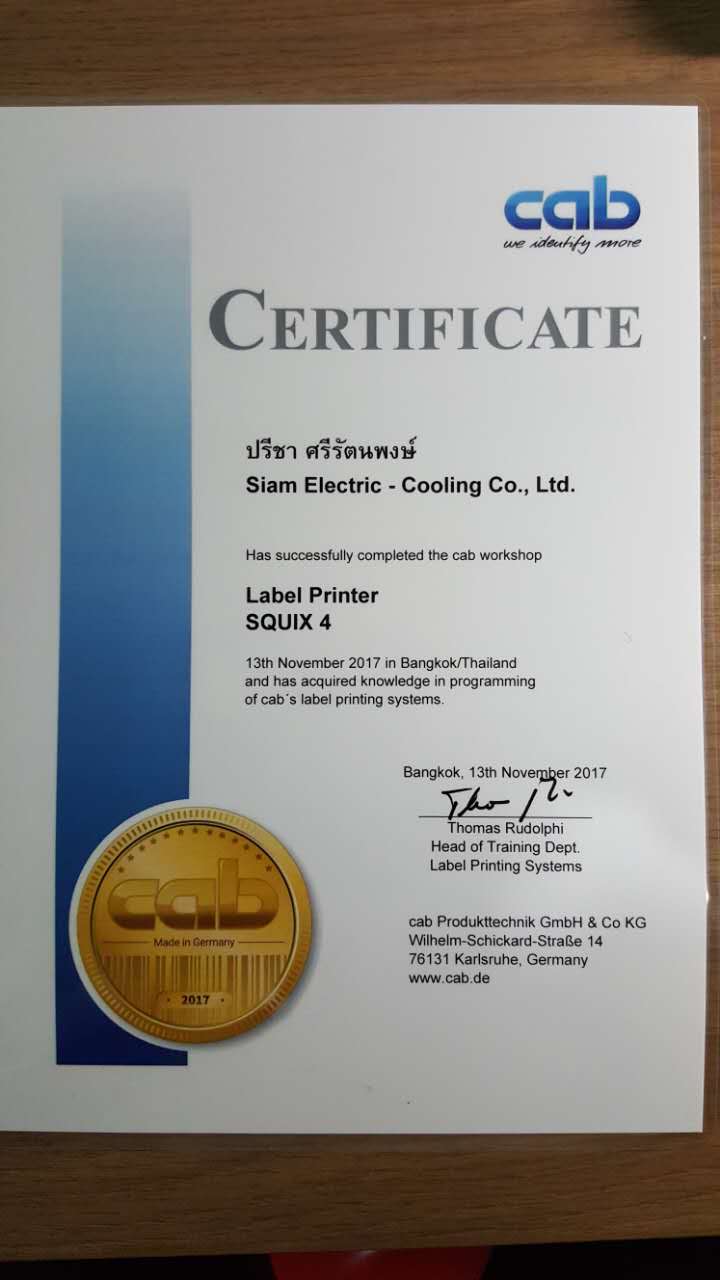 cab
we identify more
CERTIFICATE
ปรีชา ศรีรัตนพงษ์
Siam Electric - Cooling Co., Ltd.
Has successfully completed the cab workshop
Label Printer
SQUIX 4
13th November 2017 in Bangkok/Thailand
and has acquired knowledge in programming
of cab´s label printing systems.
Bangkok, 13th November 2017
Thomas Rudolphi
Head of Training Dept.
Label Printing Systems
cab
Made in Germany
2017
cab Produkttechnik GmbH & Co KG
Wilhelm-Schickard-Straße 14
76131 Karlsruhe, Germany
www.cab.de